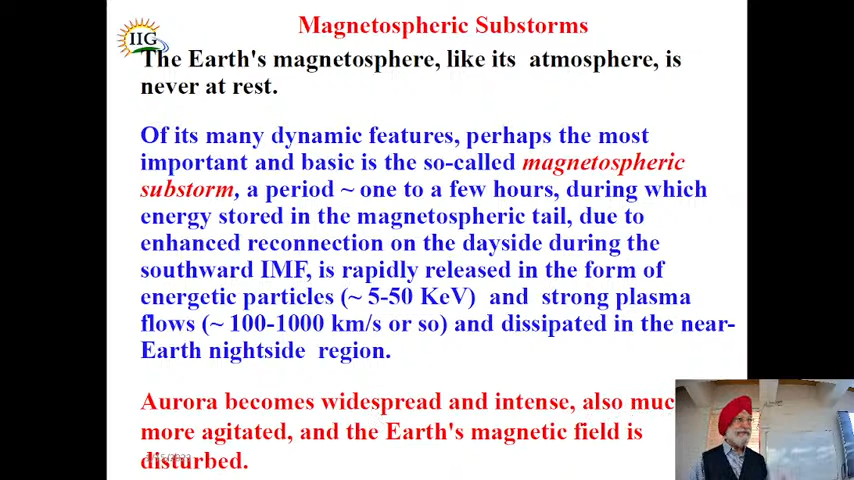 IIG
Magnetospheric Substorms
The Earth's magnetosphere, like its atmosphere, is
never at rest.
Of its many dynamic features, perhaps the most
important and basic is the so-called magnetospheric
substorm, a period ~ one to a few hours, during which
energy stored in the magnetospheric tail, due to
enhanced reconnection on the dayside during the
southward IMF, is rapidly released in the form of
energetic particles (~ 5-50 KeV) and strong plasma
flows (~ 100-1000 km/s or so) and dissipated in the near-
Earth nightside region.
Aurora becomes widespread and intense, also muc
more agitated, and the Earth's magnetic field is
disturbed.